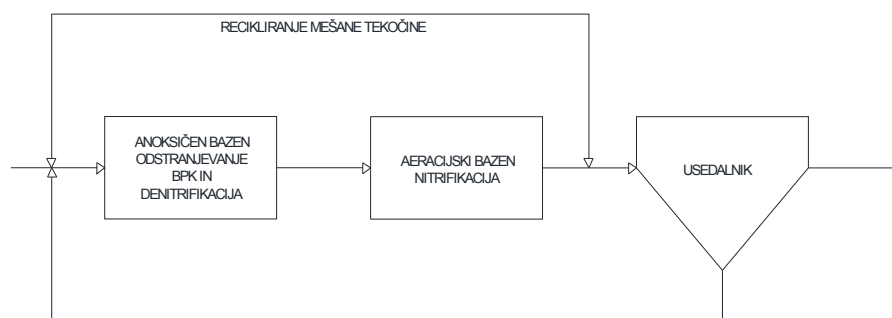 RECIKLIRANJE MEŠANE TEKOČINE
ANOKSIČEN BAZEN
ODSTRANJEVANJE
BPK IN
DENITRIFIKACIJA
AERACIJSKI BAZEN
NITRIFIKACIJA
USEDALNIK